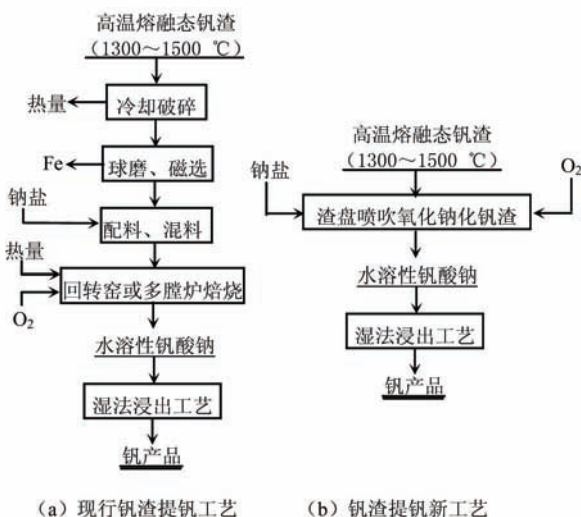 高温熔融态钒渣
(1300～1500 ℃)
热量
冷却破碎
Fe
球磨、磁选
钠盐
配料、混料
热量
O₂
回转窑或多膛炉焙烧
水溶性钒酸钠
湿法浸出工艺
钒产品
(a) 现行钒渣提钒工艺
高温熔融态钒渣
(1300～1500 ℃)
钠盐
O₂
渣盘喷吹氧化钠化钒渣
水溶性钒酸钠
湿法浸出工艺
钒产品
(b) 钒渣提钒新工艺